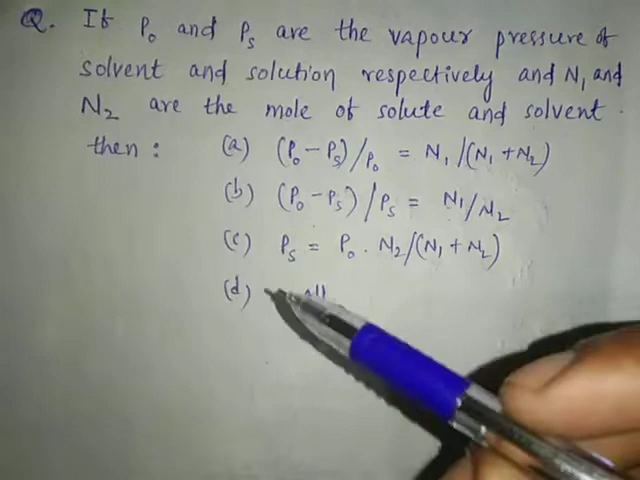 Q. If P₀ and Pₛ are the vapour pressure of
solvent and solution respectively and N₁ and
N₂ are the mole of solute and solvent.
then : (a) (P₀ - Pₛ)/P₀ = N₁/(N₁ + N₂)
(b) (P₀ - Pₛ)/Pₛ = N₁/N₂
(c) Pₛ = P₀ . N₂/(N₁ + N₂)
(d)